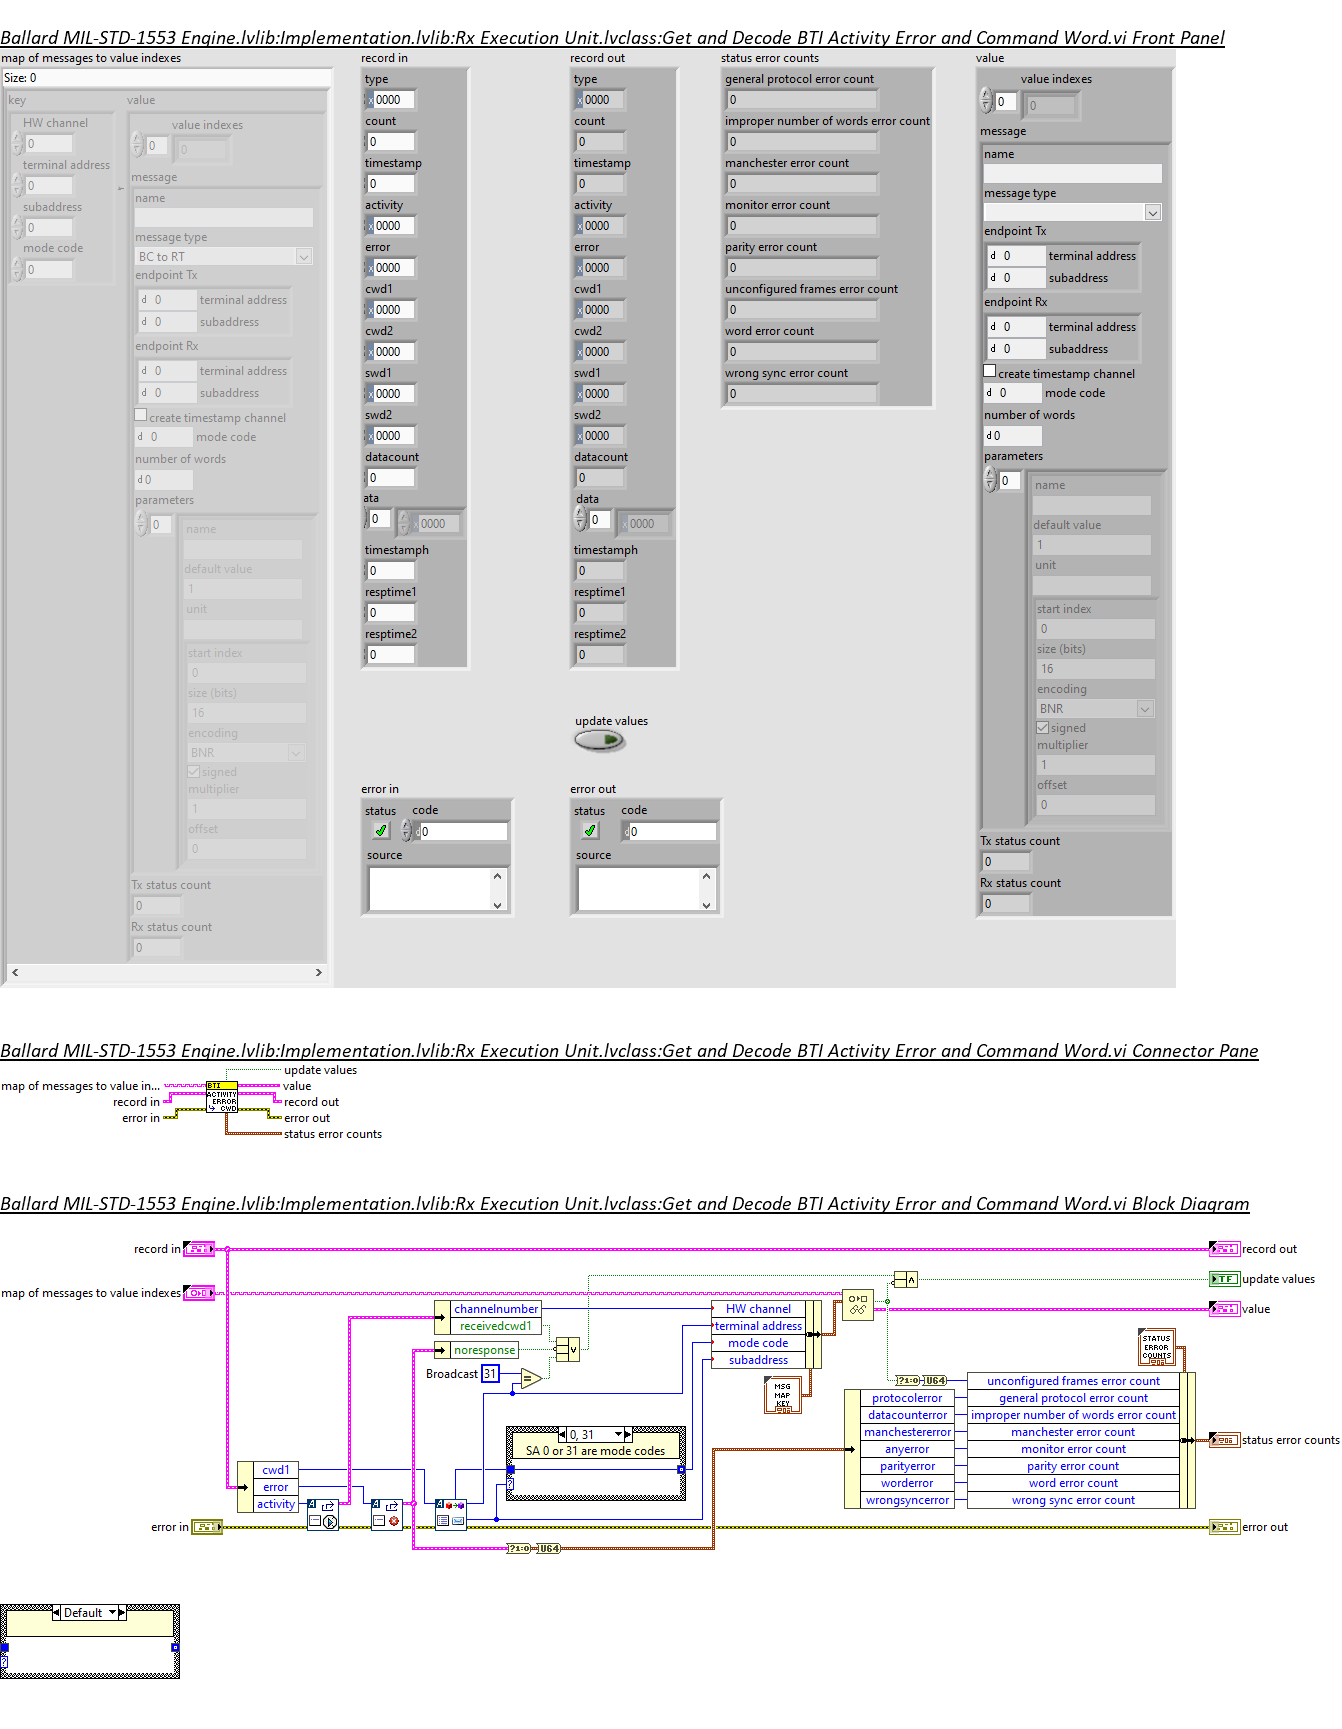 Ballard MIL-STD-1553 Engine.lvlib:Implementation.lvlib:Rx Execution Unit.lvclass:Get and Decode BTI Activity Error and Command Word.vi Front Panel
map of messages to value indexes
Size: 0
key
HW channel
0
terminal address
0
subaddress
0
mode code
0
value
value indexes
0
0
message
name
message type
BC to RT
endpoint Tx
d 0 terminal address
d 0 subaddress
endpoint Rx
d 0 terminal address
d 0 subaddress
create timestamp channel
d 0 mode code
number of words
d 0
parameters
0
name
default value
1
unit
start index
0
size (bits)
16
encoding
BNR
signed
multiplier
1
offset
0
Tx status count
0
Rx status count
0
record in
type
x 0000
count
0
timestamp
0
activity
x 0000
error
x 0000
cwd1
x 0000
cwd2
x 0000
swd1
x 0000
swd2
x 0000
datacount
0
ata
0
x 0000
timestamph
0
resptime1
0
resptime2
0
record out
type
x 0000
count
0
timestamp
0
activity
x 0000
error
x 0000
cwd1
x 0000
cwd2
x 0000
swd1
x 0000
swd2
x 0000
datacount
0
data
0
x 0000
timestamph
0
resptime1
0
resptime2
0
update values
error in
status code
d 0
source
error out
status code
d 0
source
status error counts
general protocol error count
0
improper number of words error count
0
manchester error count
0
monitor error count
0
parity error count
0
unconfigured frames error count
0
word error count
0
wrong sync error count
0
value
value indexes
0
0
message
name
message type
endpoint Tx
d 0 terminal address
d 0 subaddress
endpoint Rx
d 0 terminal address
d 0 subaddress
create timestamp channel
d 0 mode code
number of words
d 0
parameters
0
name
default value
1
unit
start index
0
size (bits)
16
encoding
BNR
signed
multiplier
1
offset
0
Tx status count
0
Rx status count
0
Ballard MIL-STD-1553 Engine.lvlib:Implementation.lvlib:Rx Execution Unit.lvclass:Get and Decode BTI Activity Error and Command Word.vi Connector Pane
update values
map of messages to value in...
value
record in
record out
error in
error out
status error counts
BTI
ACTIVITY
ERROR
CWD
Ballard MIL-STD-1553 Engine.lvlib:Implementation.lvlib:Rx Execution Unit.lvclass:Get and Decode BTI Activity Error and Command Word.vi Block Diagram
record in
record out
map of messages to value indexes
TF
update values
value
channelnumber
receivedcwd1
noresponse
Broadcast 31
HW channel
terminal address
mode code
subaddress
MSG
MAP
KEY
STATUS
ERROR
COUNTS
0, 31
SA 0 or 31 are mode codes
?
cwd1
error
activity
?1:0 U64
unconfigured frames error count
protocolerror general protocol error count
datacounterror improper number of words error count
manchestererror manchester error count
anyerror monitor error count
parityerror parity error count
worderror word error count
wrongsyncerror wrong sync error count
status error counts
error in
error out
?1:0 U64
Default
?